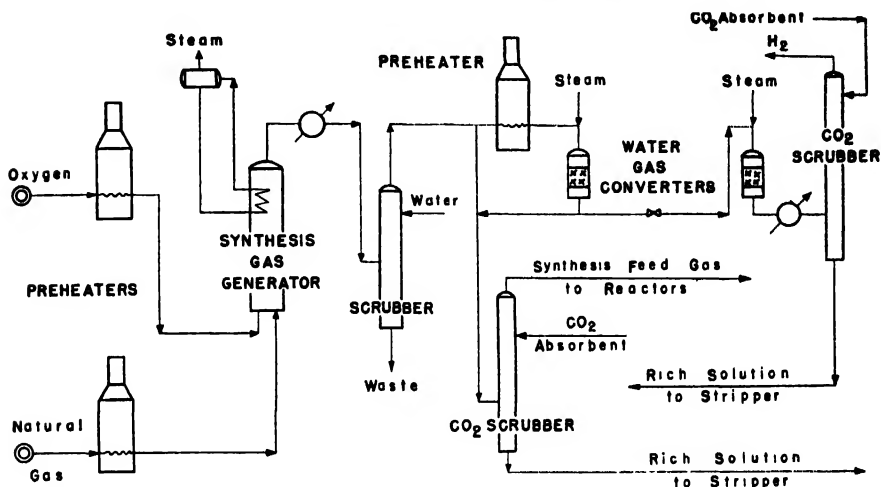 CO2 Absorbent
H2
Steam
PREHEATER
Steam
Steam
CO2
SCRUBBER
Oxygen
WATER
GAS
CONVERTERS
Water
SYNTHESIS
GAS
GENERATOR
Synthesis Feed Gas
to Reactors
PREHEATERS
SCRUBBER
CO2
Absorbent
Waste
Rich Solution
to Stripper
Natural
Gas
CO2 SCRUBBER
Rich Solution
to Stripper